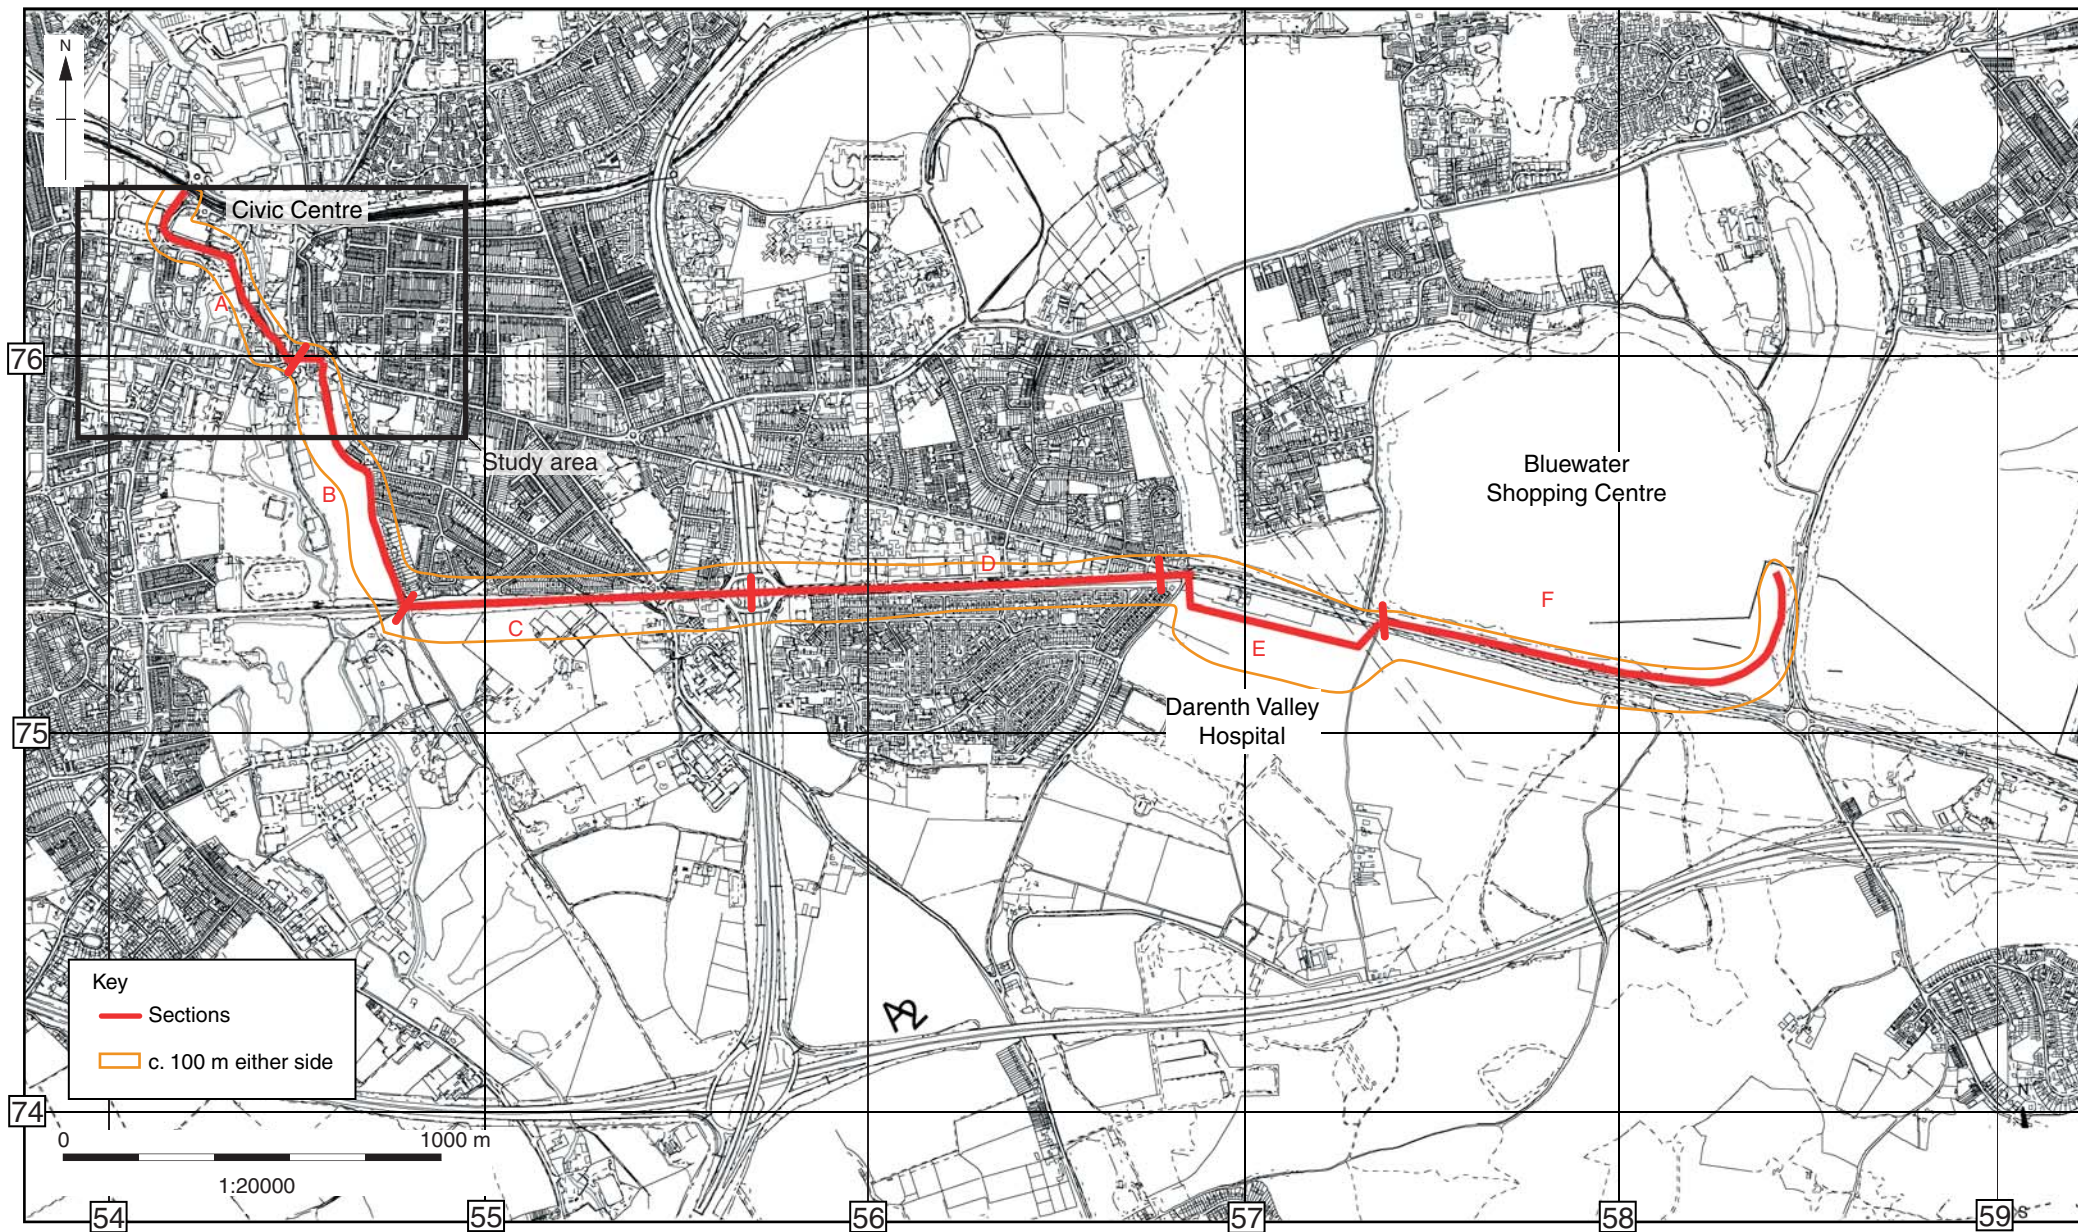 N
Civic Centre
A
76
Study area
B
Bluewater
Shopping Centre
D
C
E
F
Darenth Valley
Hospital
75
Key
Sections
c. 100 m either side
A2
74
0
1000 m
1:20000
54
55
56
57
58
59
N
S